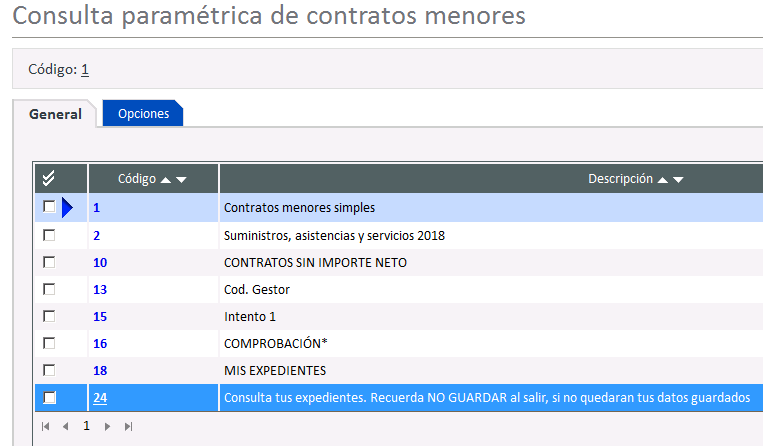 Consulta paramétrica de contratos menores
Código: 1
General Opciones
Código Descripción
1 Contratos menores simples
2 Suministros, asistencias y servicios 2018
10 CONTRATOS SIN IMPORTE NETO
13 Cod. Gestor
15 Intento 1
16 COMPROBACIÓN*
18 MIS EXPEDIENTES
24 Consulta tus expedientes. Recuerda NO GUARDAR al salir, si no quedaran tus datos guardados
1